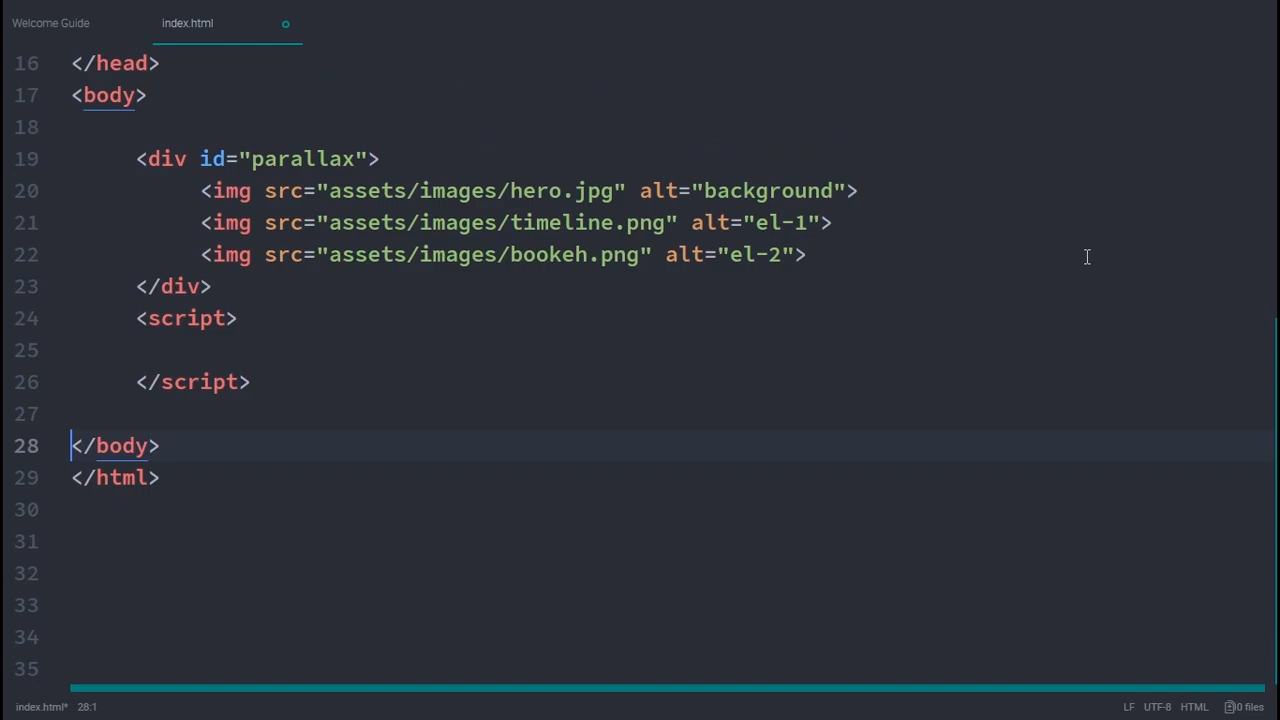 Welcome Guide
index.html
16 </head>
17 <body>
18
19 <div id="parallax">
20 <img src="assets/images/hero.jpg" alt="background">
21 <img src="assets/images/timeline.png" alt="el-1">
22 <img src="assets/images/bookeh.png" alt="el-2">
23 </div>
24 <script>
25
26 </script>
27
28 </body>
29 </html>
30
31
32
33
34
35
index.html* 28:1 LF UTF-8 HTML 0 files